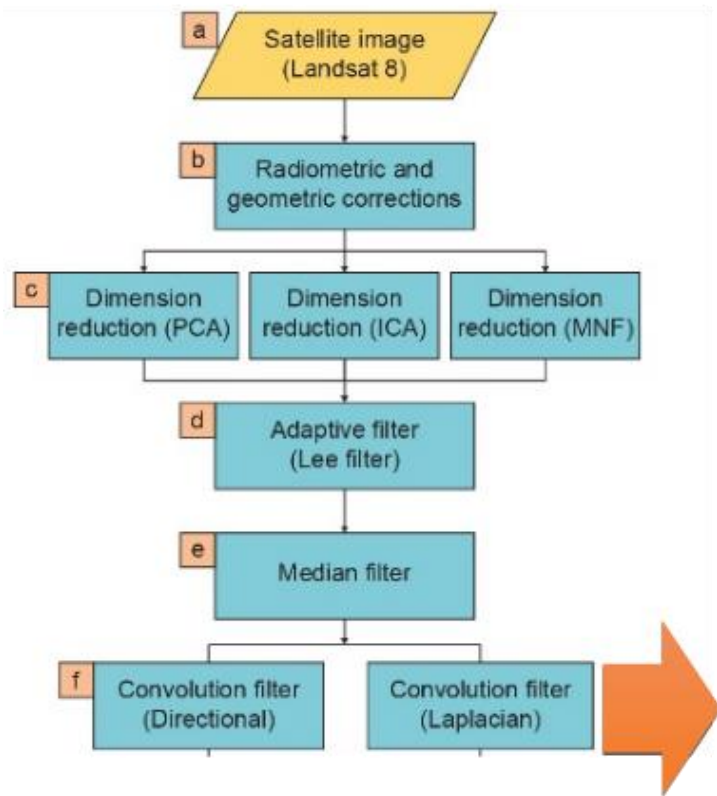 a
Satellite image
(Landsat 8)
b
Radiometric and
geometric corrections
c
Dimension
reduction (PCA)
Dimension
reduction (ICA)
Dimension
reduction (MNF)
d
Adaptive filter
(Lee filter)
e
Median filter
f
Convolution filter
(Directional)
Convolution filter
(Laplacian)